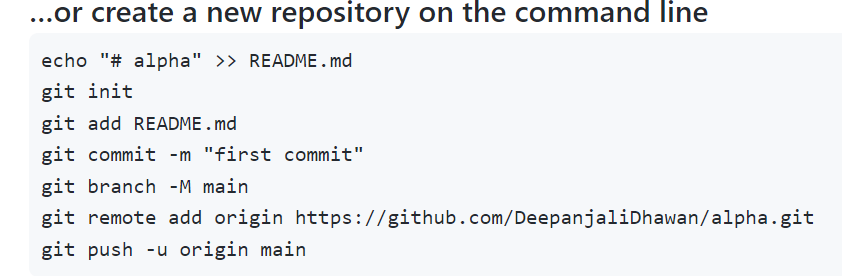 ...or create a new repository on the command line
echo "# alpha" >> README.md
git init
git add README.md
git commit -m "first commit"
git branch -M main
git remote add origin https://github.com/DeepanjaliDhawan/alpha.git
git push -u origin main